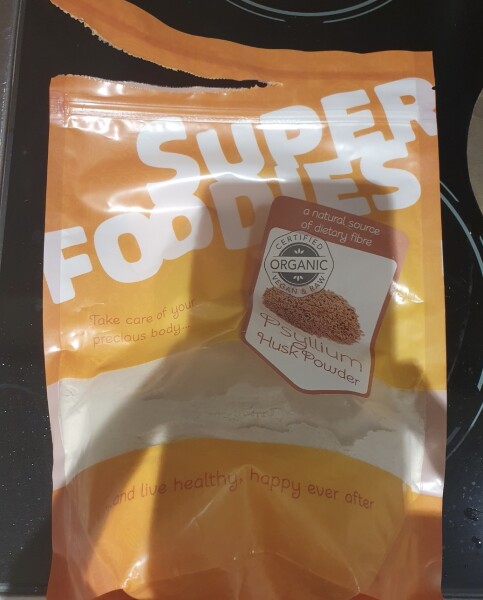 SUPER
FOODIES
a natural source
of dietary fibre
CERTIFIED
ORGANIC
VEGAN & RAW
Psyllium
Husk Powder
Take care of your
precious body...
and live healthy, happy ever after